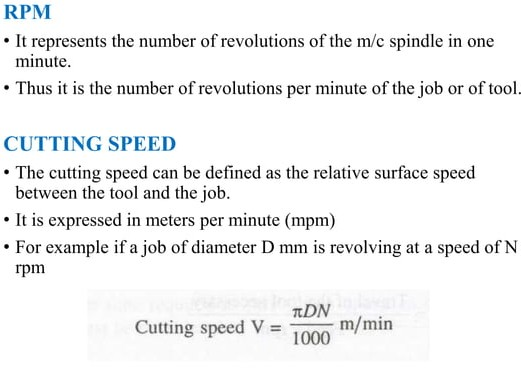 RPM
• It represents the number of revolutions of the m/c spindle in one
minute.
• Thus it is the number of revolutions per minute of the job or of tool.
CUTTING SPEED
• The cutting speed can be defined as the relative surface speed
between the tool and the job.
• It is expressed in meters per minute (mpm)
• For example if a job of diameter D mm is revolving at a speed of N
rpm
Cutting speed V = πDN/1000 m/min